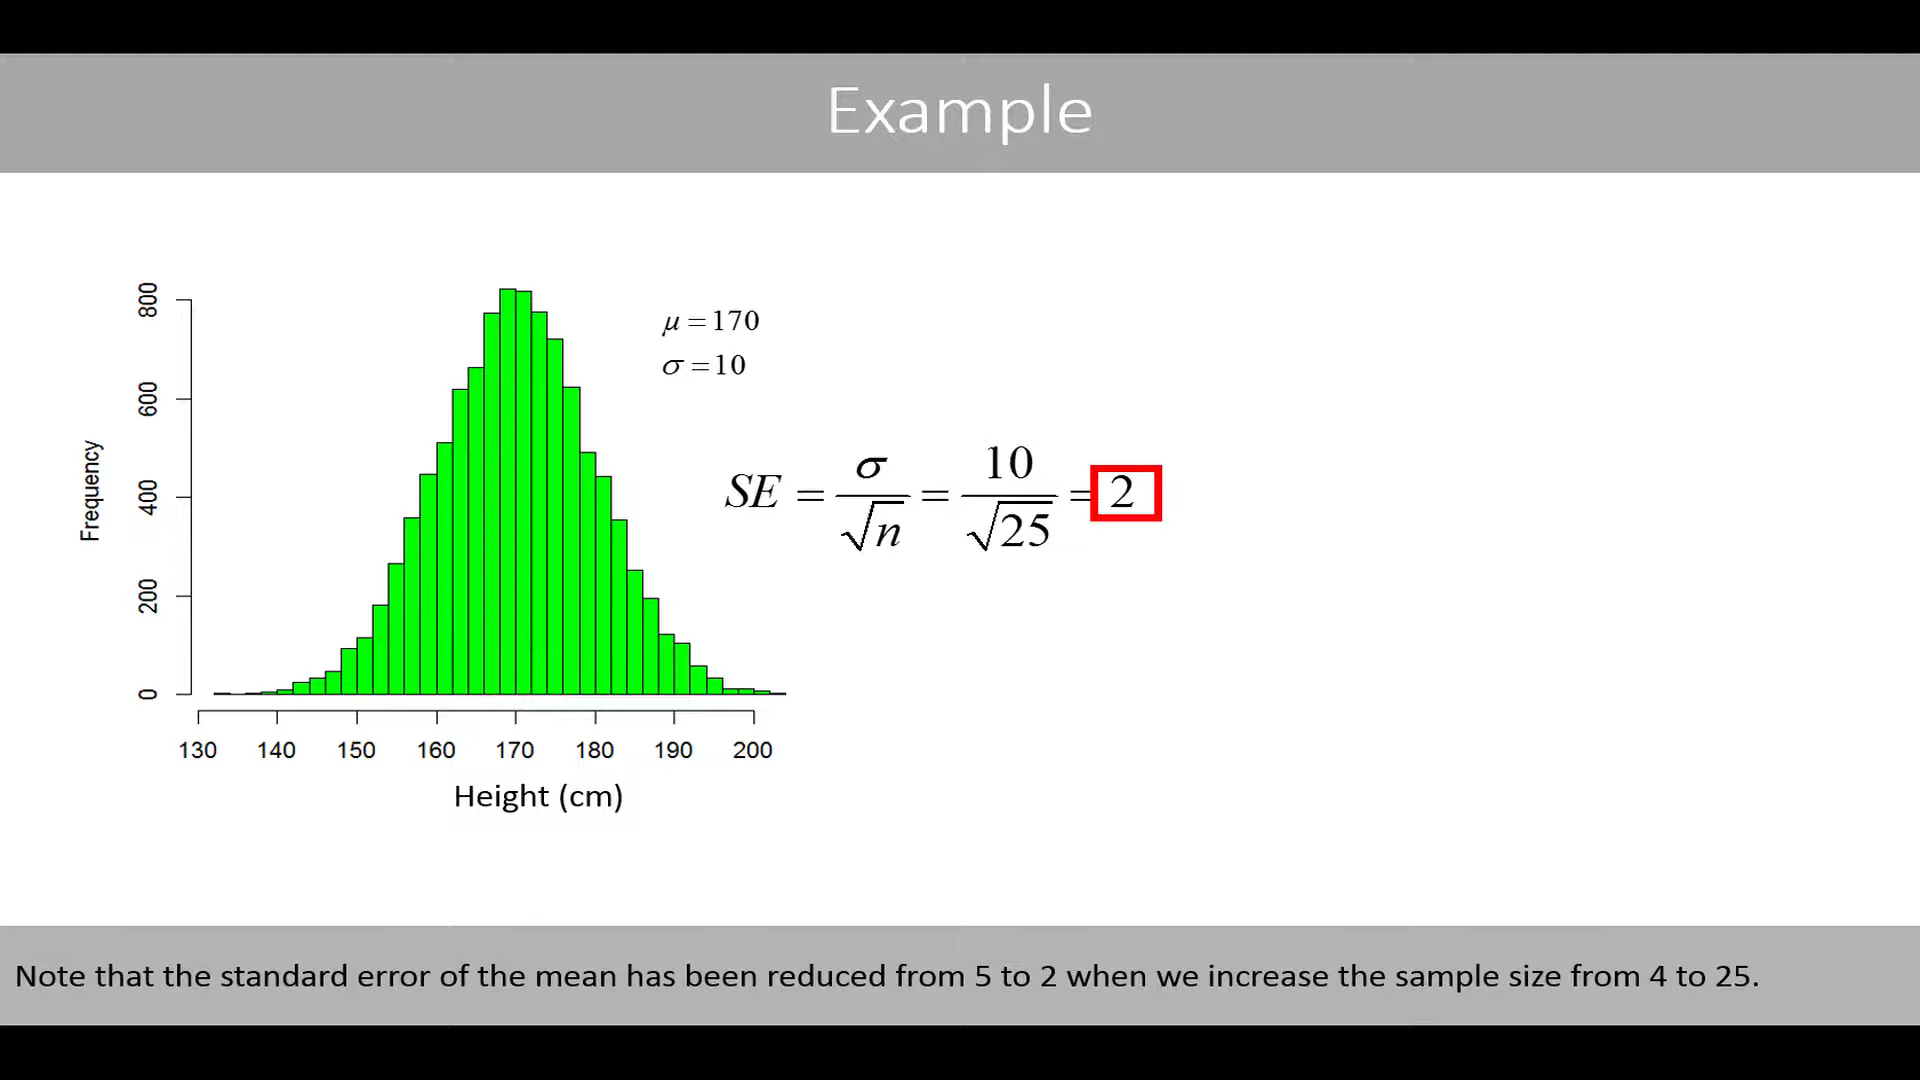 Example
800
600
400
200
0
Frequency
130 140 150 160 170 180 190 200
Height (cm)
μ = 170
σ = 10
SE = σ/√n = 10/√25 = 2
Note that the standard error of the mean has been reduced from 5 to 2 when we increase the sample size from 4 to 25.